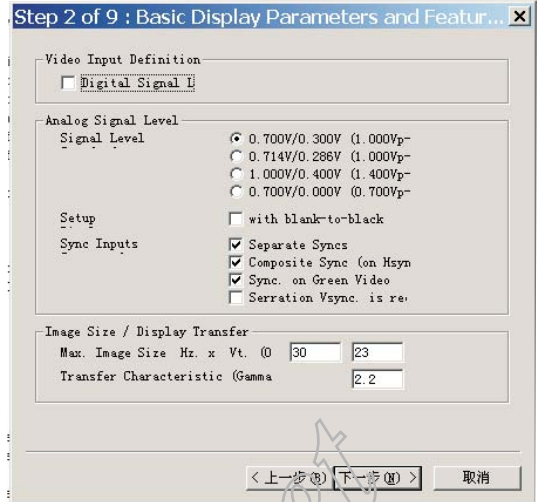 Step 2 of 9 : Basic Display Parameters and Featur...
Video Input Definition
Digital Signal L
Analog Signal Level
Signal Level
0.700V/0.300V (1.000Vp-
0.714V/0.286V (1.000Vp-
1.000V/0.400V (1.400Vp-
0.700V/0.000V (0.700Vp-
Setup
with blank-to-black
Sync Inputs
Separate Syncs
Composite Sync (on Hsyn
Sync. on Green Video
Serration Vsync. is re
Image Size / Display Transfer
Max. Image Size Hz. x Vt. (0
30
23
Transfer Characteristic (Gamma
2.2
< 上一步(B)
下一步(N) >
取消